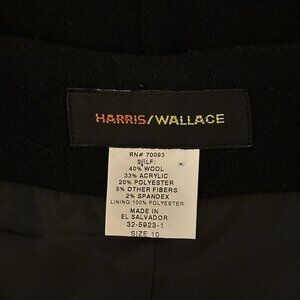 HARRIS/WALLACE
RN# 70093
SELF:
40% WOOL
33% ACRYLIC
20% POLYESTER
5% OTHER FIBERS
2% SPANDEX
LINING: 100% POLYESTER
MADE IN
EL SALVADOR
32-5923-1
SIZE 10